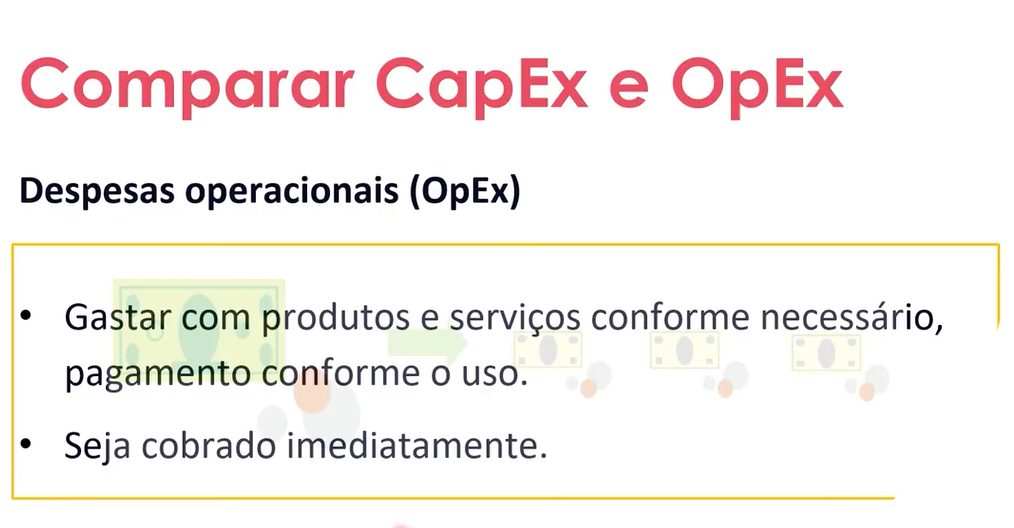 Comparar CapEx e OpEx
Despesas operacionais (OpEx)
• Gastar com produtos e serviços conforme necessário,
pagamento conforme o uso.
• Seja cobrado imediatamente.